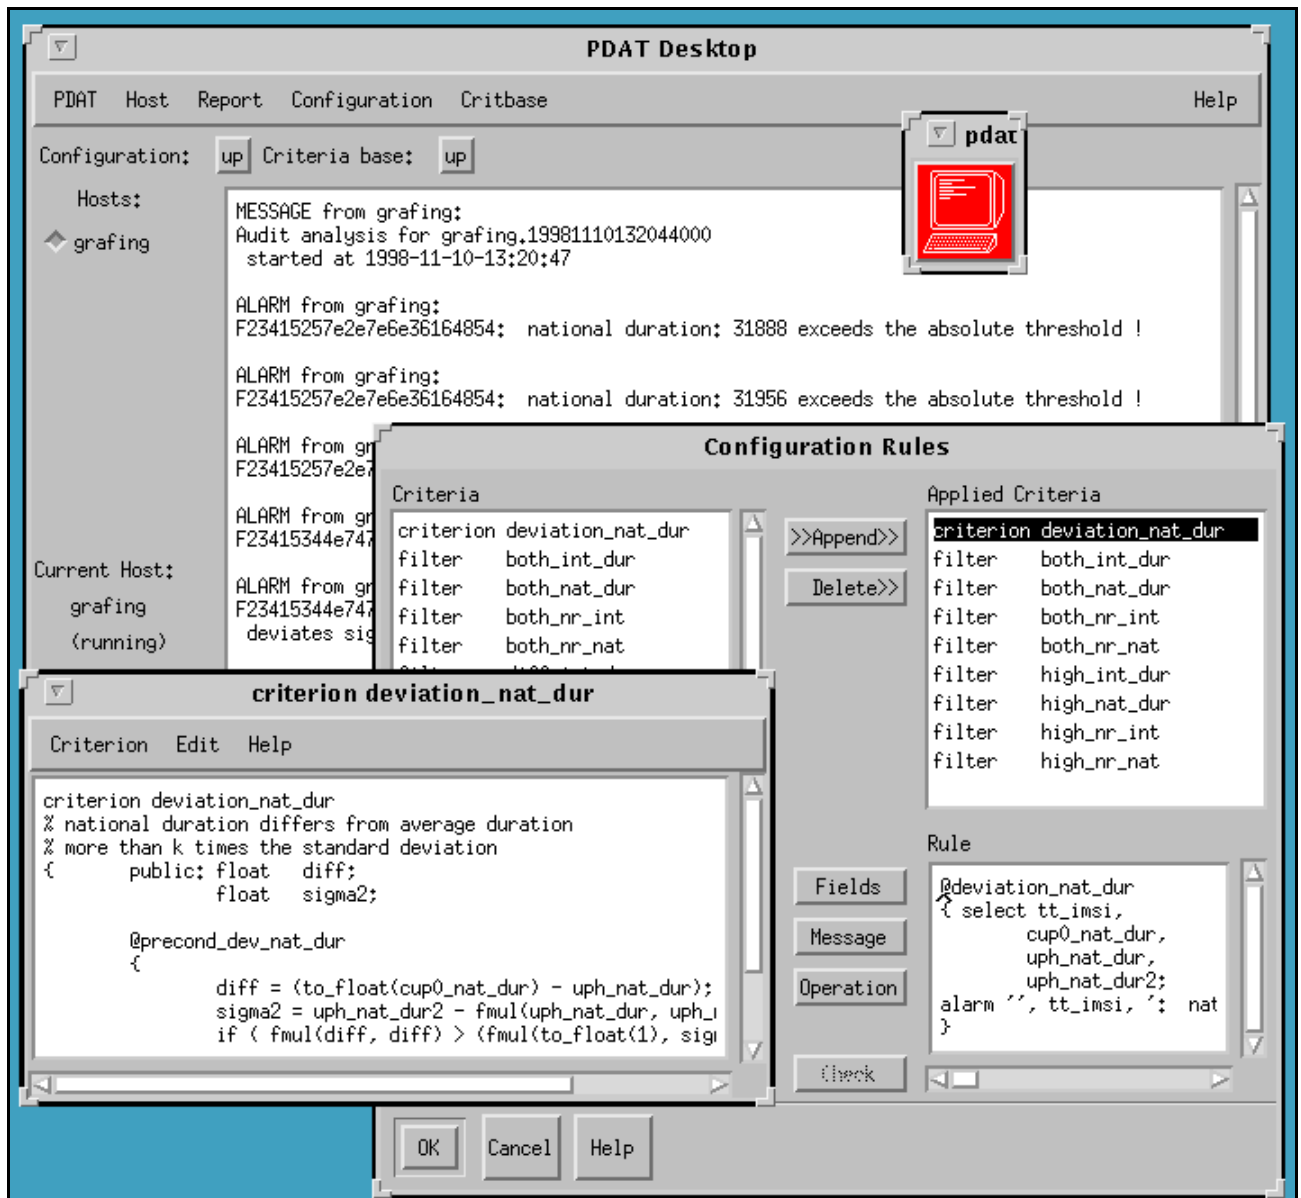 PDAT Desktop
PDAT Host Report Configuration Critbase Help
pdat
Configuration: up Criteria base: up
Hosts:
grafing
MESSAGE from grafing:
Audit analysis for grafing.19981110132044000
started at 1998-11-10-13:20:47
ALARM from grafing:
F23415257e2e7e6e36164854: national duration: 31888 exceeds the absolute threshold !
ALARM from grafing:
F23415257e2e7e6e36164854: national duration: 31956 exceeds the absolute threshold !
ALARM from gr
F23415257e2e7
ALARM from gr
F23415344e747
ALARM from gr
F23415344e747
deviates sig
Current Host:
grafing
(running)
Configuration Rules
Criteria
criterion deviation_nat_dur
filter both_int_dur
filter both_nat_dur
filter both_nr_int
filter both_nr_nat
>>Append>>
Delete>>
Applied Criteria
criterion deviation_nat_dur
filter both_int_dur
filter both_nat_dur
filter both_nr_int
filter both_nr_nat
filter high_int_dur
filter high_nat_dur
filter high_nr_int
filter high_nr_nat
criterion deviation_nat_dur
Criterion Edit Help
criterion deviation_nat_dur
% national duration differs from average duration
% more than k times the standard deviation
{ public: float diff;
float sigma2;
@precond_dev_nat_dur
{
diff = (to_float(cup0_nat_dur) - uph_nat_dur);
sigma2 = uph_nat_dur2 - fmul(uph_nat_dur, uph_
if ( fmul(diff, diff) > (fmul(to_float(1), sig
Fields
Message
Operation
Check
Rule
@deviation_nat_dur
{ select tt_imsi,
cup0_nat_dur,
uph_nat_dur,
uph_nat_dur2;
alarm '', tt_imsi, ': nat
}
OK Cancel Help